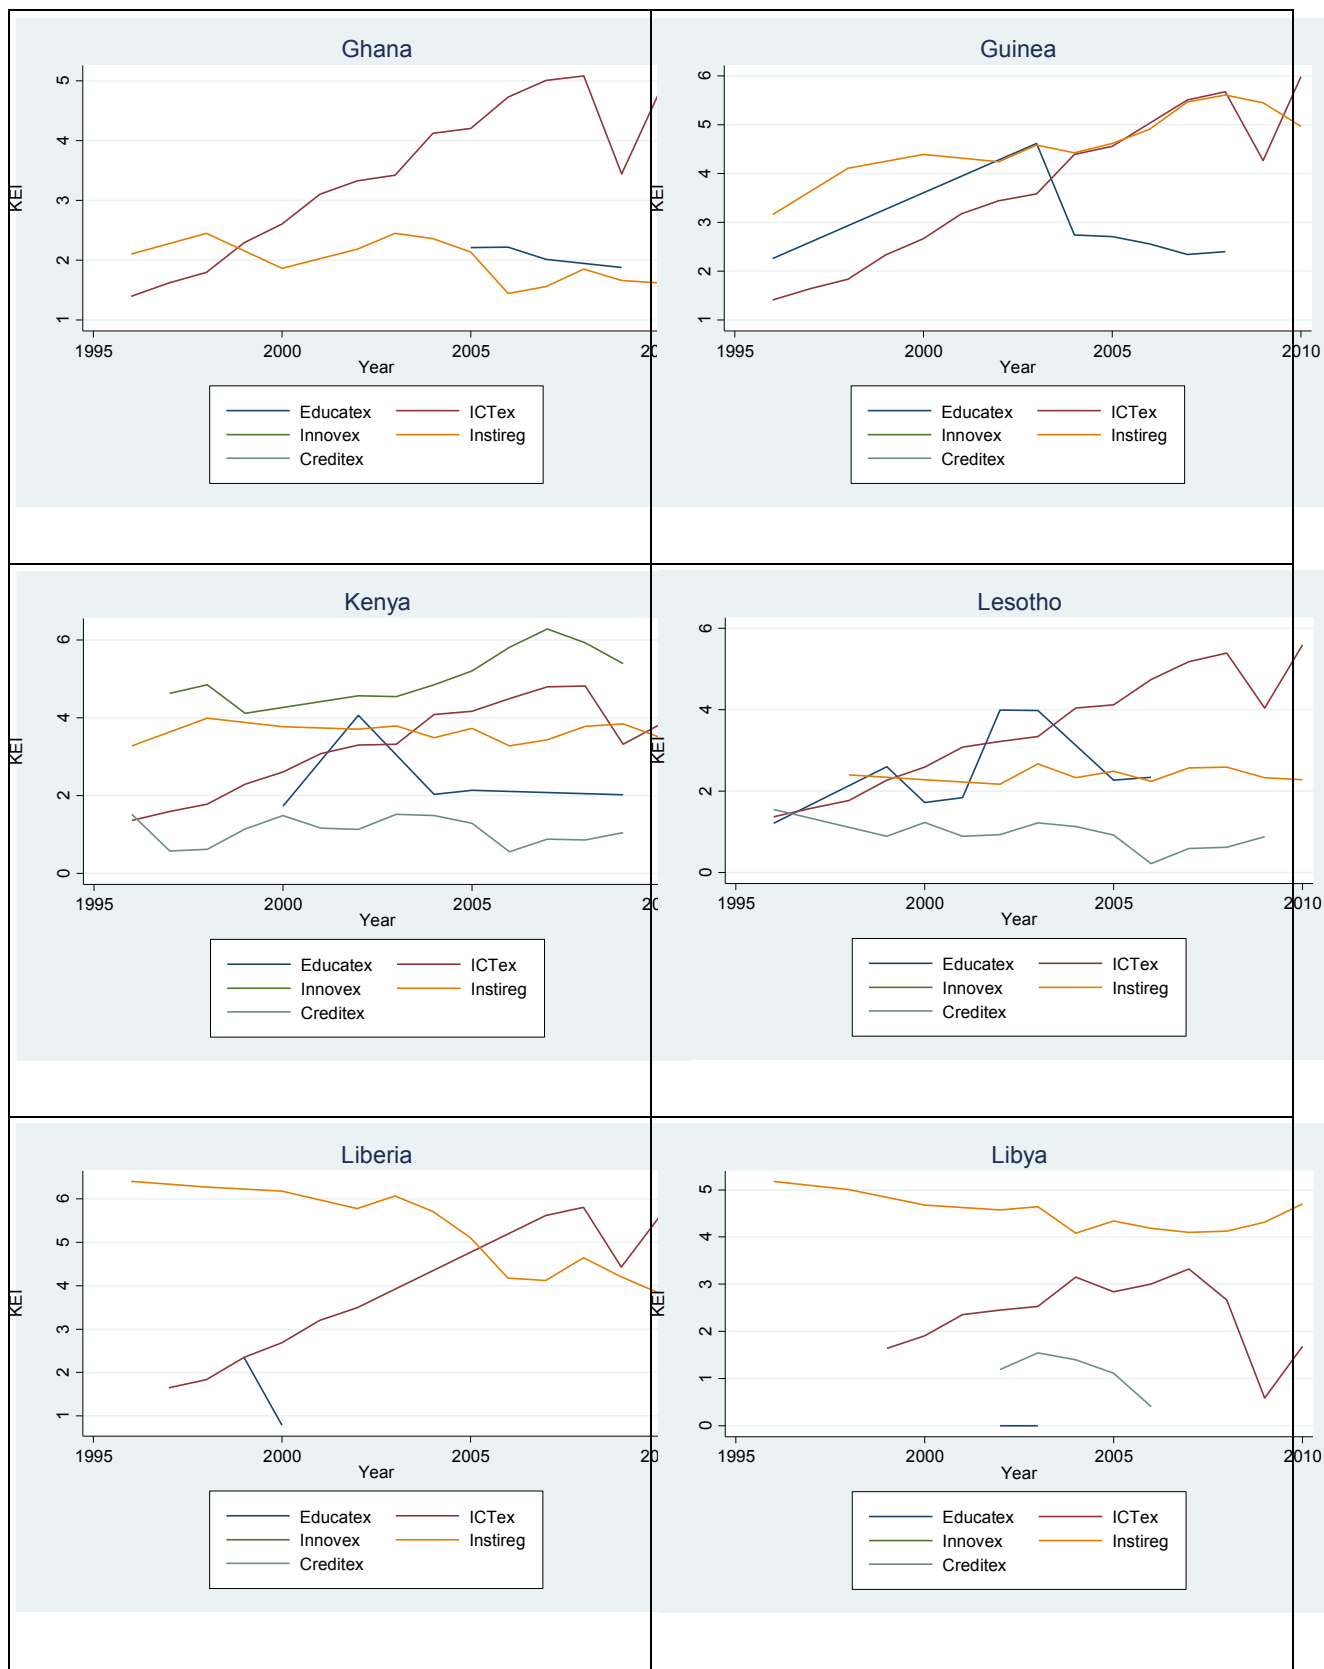 Ghana
KEI
5
4
3
2
1
1995 2000 2005 20
Year
Educatex ICTex
Innovex Instireg
Creditex
Guinea
KEI
6
5
4
3
2
1
1995 2000 2005 2010
Year
Educatex ICTex
Innovex Instireg
Creditex
Kenya
KEI
6
4
2
0
1995 2000 2005 20
Year
Educatex ICTex
Innovex Instireg
Creditex
Lesotho
KEI
6
4
2
0
1995 2000 2005 2010
Year
Educatex ICTex
Innovex Instireg
Creditex
Liberia
KEI
6
5
4
3
2
1
1995 2000 2005 20
Year
Educatex ICTex
Innovex Instireg
Creditex
Libya
KEI
5
4
3
2
1
0
1995 2000 2005 2010
Year
Educatex ICTex
Innovex Instireg
Creditex